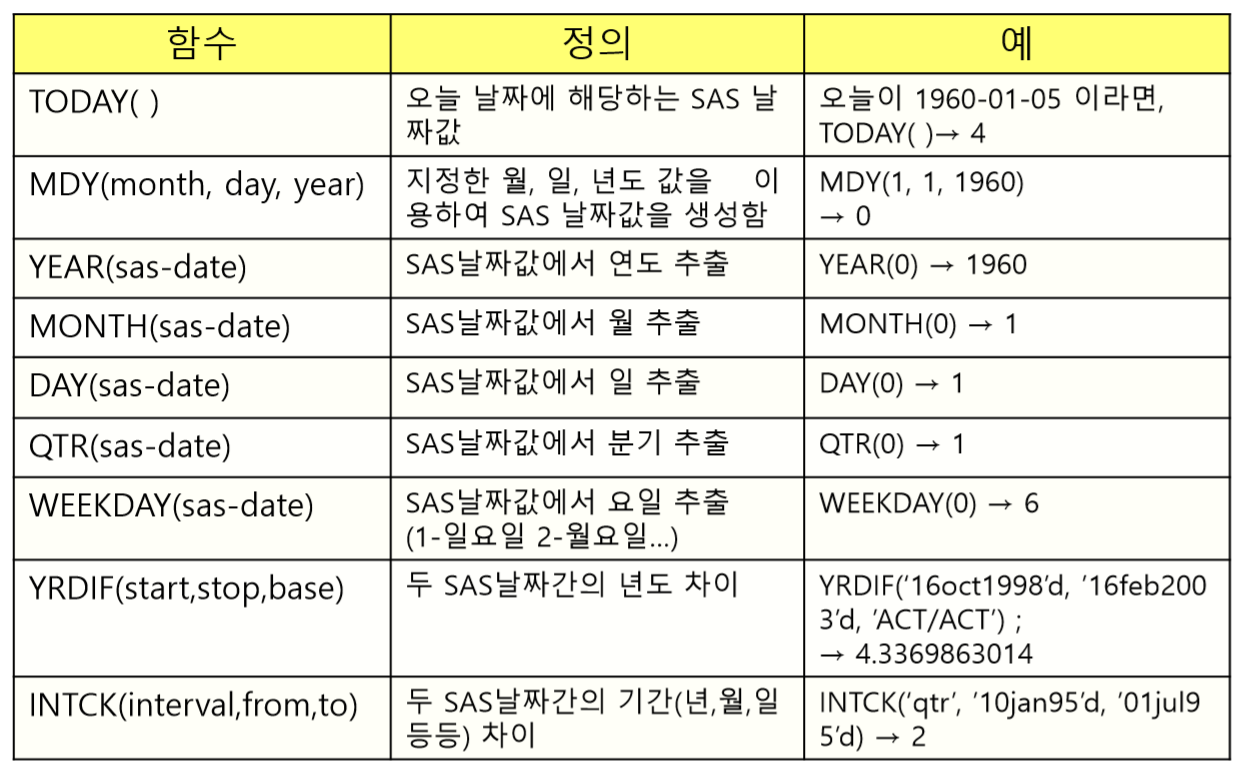 함수
정의
예
TODAY( )
오늘 날짜에 해당하는 SAS 날
짜값
오늘이 1960-01-05 이라면,
TODAY( )→ 4
MDY(month, day, year)
지정한 월, 일, 년도 값을 이
용하여 SAS 날짜값을 생성함
MDY(1, 1, 1960)
→ 0
YEAR(sas-date)
SAS날짜값에서 연도 추출
YEAR(0) → 1960
MONTH(sas-date)
SAS날짜값에서 월 추출
MONTH(0) → 1
DAY(sas-date)
SAS날짜값에서 일 추출
DAY(0) → 1
QTR(sas-date)
SAS날짜값에서 분기 추출
QTR(0) → 1
WEEKDAY(sas-date)
SAS날짜값에서 요일 추출
(1-일요일 2-월요일...)
WEEKDAY(0) → 6
YRDIF(start,stop,base)
두 SAS날짜간의 년도 차이
YRDIF(‘16oct1998’d, ’16feb200
3’d, ’ACT/ACT’) ;
→ 4.3369863014
INTCK(interval,from,to)
두 SAS날짜간의 기간(년,월,일
등등) 차이
INTCK(‘qtr’, ’10jan95’d, ’01jul9
5’d) → 2